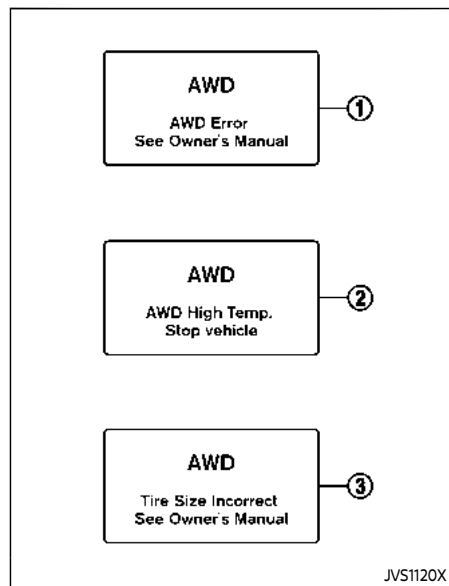 AWD
AWD Error
See Owner's Manual
1
AWD
AWD High Temp.
Stop vehicle
2
AWD
Tire Size Incorrect
See Owner's Manual
3
JVS1120X